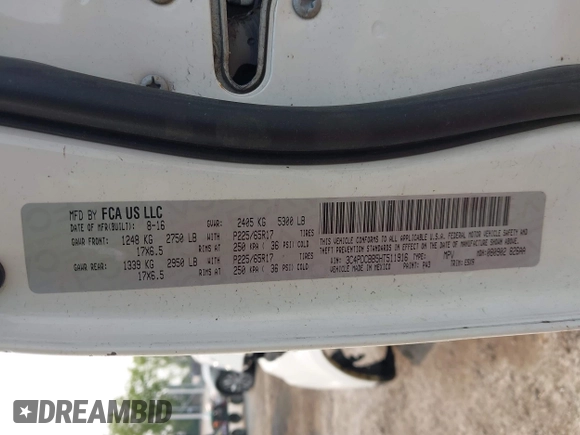 MFD BY FCA US LLC
DATE OF MFR(BUILT): 8-16 GVWR: 2405 KG 5300 LB
GAWR FRONT: 1248 KG 2750 LB WITH P225/65R17 TIRES
17X6.5 RIMS AT 250 KPA ( 36 PSI) COLD
GAWR REAR: 1339 KG 2950 LB WITH P225/65R17 TIRES
17X6.5 RIMS AT 250 KPA ( 36 PSI) COLD
THIS VEHICLE CONFORMS TO ALL APPLICABLE U.S.A. FEDERAL MOTOR VEHICLE SAFETY, BUMPER, AND
THEFT PREVENTION STANDARDS IN EFFECT ON THE DATE OF MANUFACTURE SHOWN ABOVE.
VIN: 3C4PDCBB5HT511916 TYPE: MPV
MADE IN MEXICO PAINT: PW3 TRIM:
DREAMBID